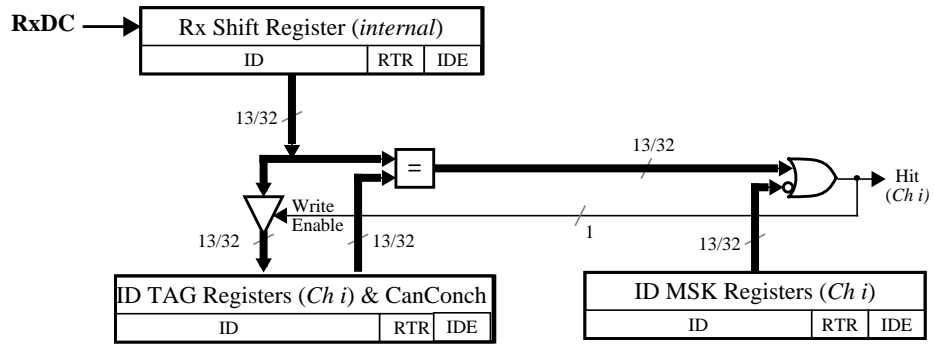 RxDC
Rx Shift Register (internal)
ID RTR IDE
13/32
13/32
=
Hit
(Ch i)
Write
Enable
1
13/32
13/32
13/32
ID TAG Registers (Ch i) & CanConch
ID RTR IDE
ID MSK Registers (Ch i)
ID RTR IDE